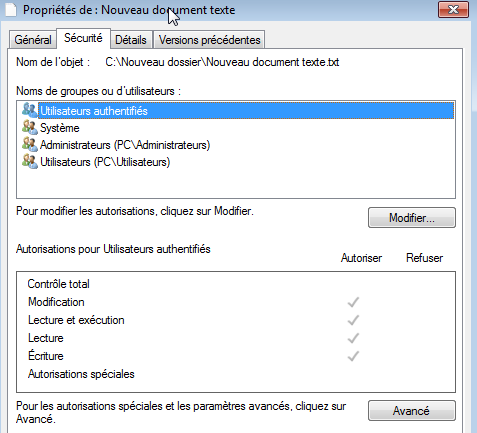 Propriétés de : Nouveau document texte
Général Sécurité Détails Versions précédentes
Nom de l'objet : C:\Nouveau dossier\Nouveau document texte.txt
Noms de groupes ou d'utilisateurs :
Utilisateurs authentifiés
Système
Administrateurs (PC\Administrateurs)
Utilisateurs (PC\Utilisateurs)
Pour modifier les autorisations, cliquez sur Modifier. Modifier...
Autorisations pour Utilisateurs authentifiés Autoriser Refuser
Contrôle total
Modification
Lecture et exécution
Lecture
Écriture
Autorisations spéciales
Pour les autorisations spéciales et les paramètres avancés, cliquez sur
Avancé. Avancé